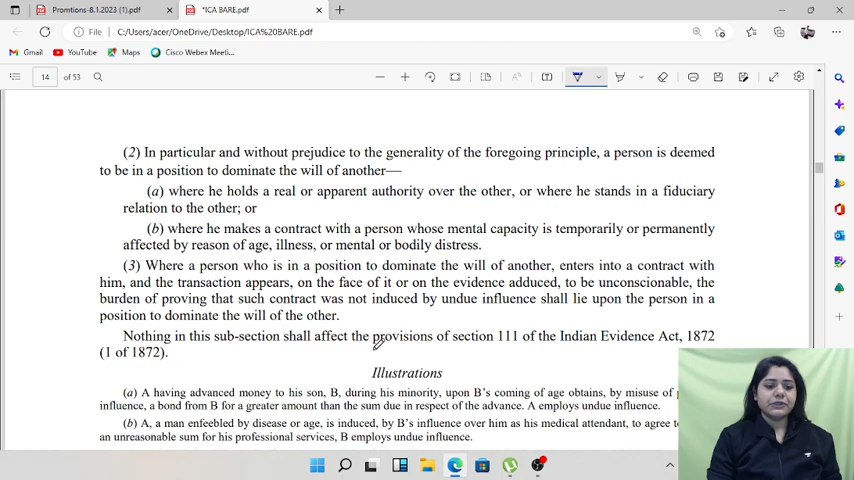 Promtions-8.1.2023 (1).pdf
*ICA BARE.pdf
File
C:/Users/acer/OneDrive/Desktop/ICA%20BARE.pdf
Gmail
YouTube
Maps
Cisco Webex Meeti...
14
of 53
(2) In particular and without prejudice to the generality of the foregoing principle, a person is deemed
to be in a position to dominate the will of another—
(a) where he holds a real or apparent authority over the other, or where he stands in a fiduciary
relation to the other; or
(b) where he makes a contract with a person whose mental capacity is temporarily or permanently
affected by reason of age, illness, or mental or bodily distress.
(3) Where a person who is in a position to dominate the will of another, enters into a contract with
him, and the transaction appears, on the face of it or on the evidence adduced, to be unconscionable, the
burden of proving that such contract was not induced by undue influence shall lie upon the person in a
position to dominate the will of the other.
Nothing in this sub-section shall affect the provisions of section 111 of the Indian Evidence Act, 1872
(1 of 1872).
Illustrations
(a) A having advanced money to his son, B, during his minority, upon B's coming of age obtains, by misuse of
influence, a bond from B for a greater amount than the sum due in respect of the advance. A employs undue influence.
(b) A, a man enfeebled by disease or age, is induced, by B's influence over him as his medical attendant, to agree
an unreasonable sum for his professional services, B employs undue influence.